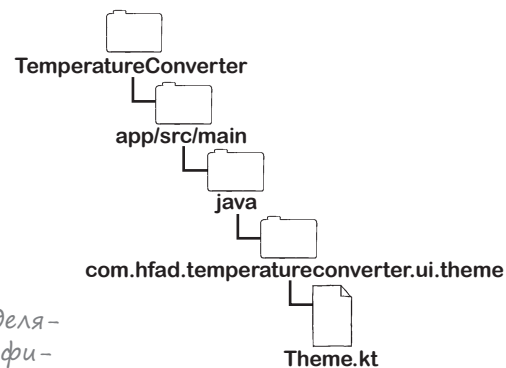 TemperatureConverter
app/src/main
java
com.hfad.temperatureconverter.ui.theme
Theme.kt